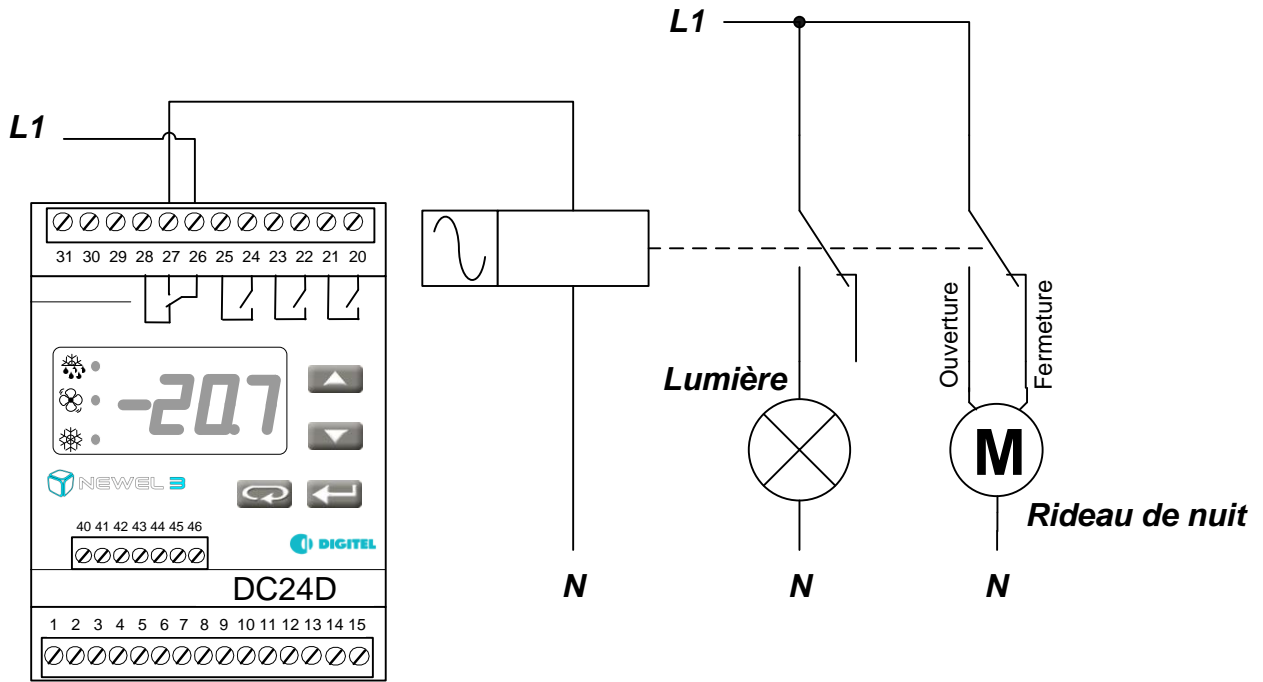 L1
L1
31 30 29 28 27 26 25 24 23 22 21 20
-20.7
NEWEL 3
40 41 42 43 44 45 46
DIGITEL
DC24D
1 2 3 4 5 6 7 8 9 10 11 12 13 14 15
N
Lumière
N
Ouverture
Fermeture
M
Rideau de nuit
N